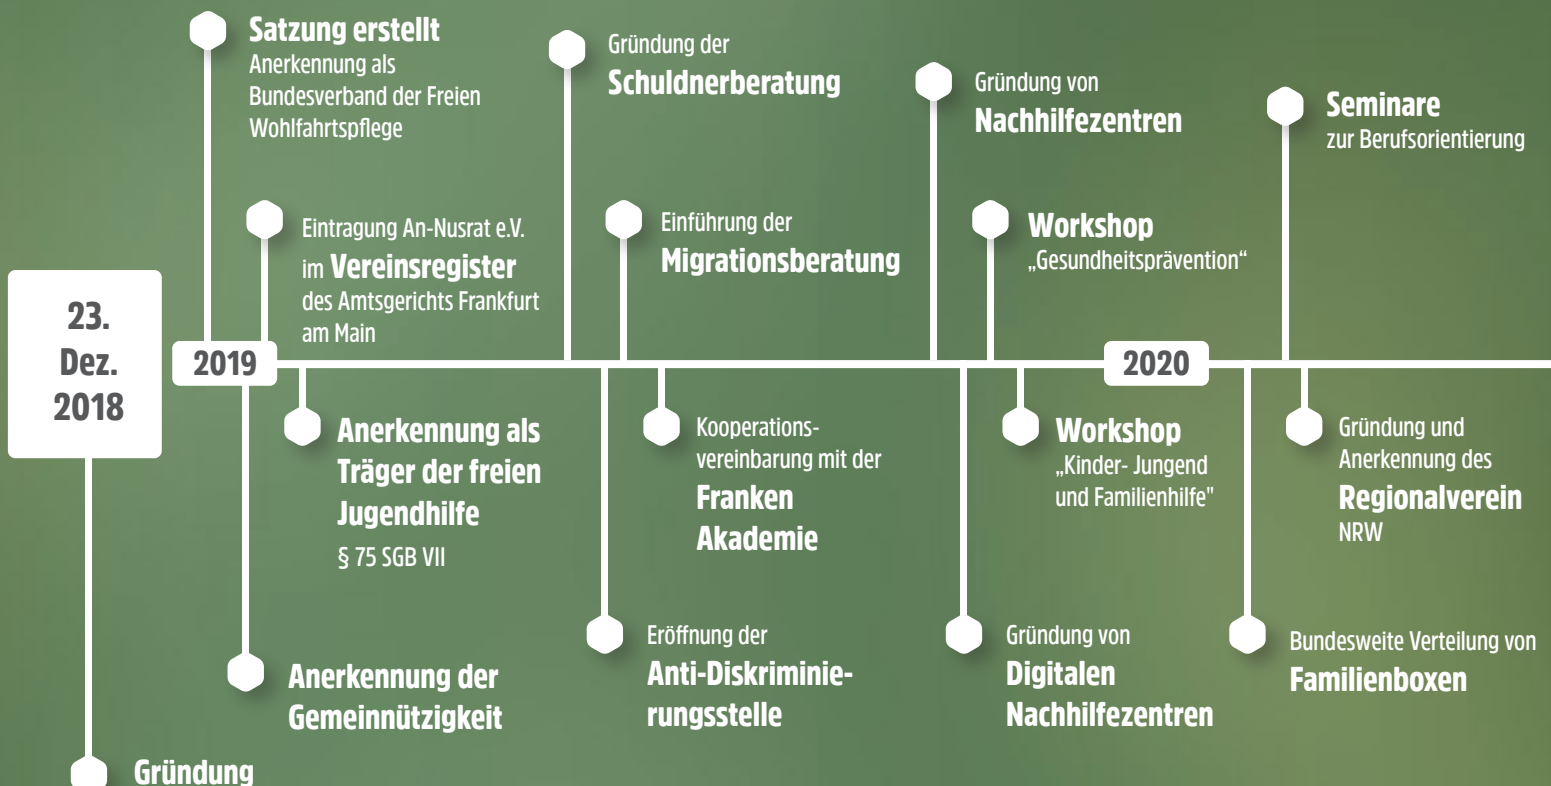 23.
Dez.
2018
Gründung
2019
Satzung erstellt
Anerkennung als
Bundesverband der Freien
Wohlfahrtspflege
Anerkennung der
Gemeinnützigkeit
Eintragung An-Nusrat e.V.
im Vereinsregister
des Amtsgerichts Frankfurt
am Main
Anerkennung als
Träger der freien
Jugendhilfe
§ 75 SGB VII
Gründung der
Schuldnerberatung
Eröffnung der
Anti-Diskriminie-
rungsstelle
Einführung der
Migrationsberatung
Kooperations-
vereinbarung mit der
Franken
Akademie
Gründung von
Nachhilfezentren
Gründung von
Digitalen
Nachhilfezentren
Workshop
„Gesundheitsprävention“
Workshop
„Kinder- Jugend
und Familienhilfe"
2020
Bundesweite Verteilung von
Familienboxen
Seminare
zur Berufsorientierung
Gründung und
Anerkennung des
Regionalverein
NRW